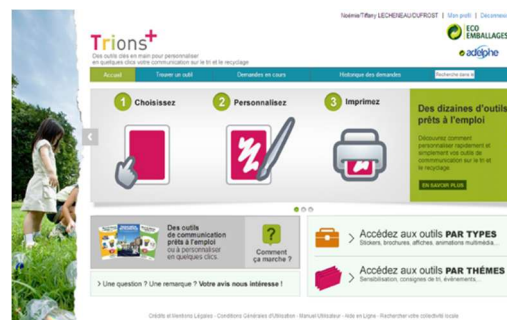 Noémie/Tiffany LECHENEAU/DUFROST | Mon profil | Déconnexi
ECO
EMBALLAGES
adelphe
Trions+
Des outils clés en main pour personnaliser
en quelques clics votre communication sur le tri et le recyclage
Accueil Trouver un outil Demandes en cours Historique des demandes Recherche dans le
1 Choisissez 2 Personnalisez 3 Imprimez
Des dizaines d'outils
prêts à l'emploi
Découvrez comment
personnaliser rapidement et
simplement vos outils de
communication sur le tri et
le recyclage.
EN SAVOIR PLUS
Des outils
de communication
prêts à l'emploi
ou à personnaliser
en quelques clics.
?
Comment
ça marche ?
> Accédez aux outils PAR TYPES
Stickers, brochures, affiches, animations multimédia...
> Accédez aux outils PAR THÈMES
Sensibilisation, consignes de tri, évènements,...
> Une question ? Une remarque ? Votre avis nous intéresse !
Crédits et Mentions Légales - Conditions Générales d'Utilisation - Manuel Utilisateur - Aide en Ligne - Rechercher votre collectivité locale